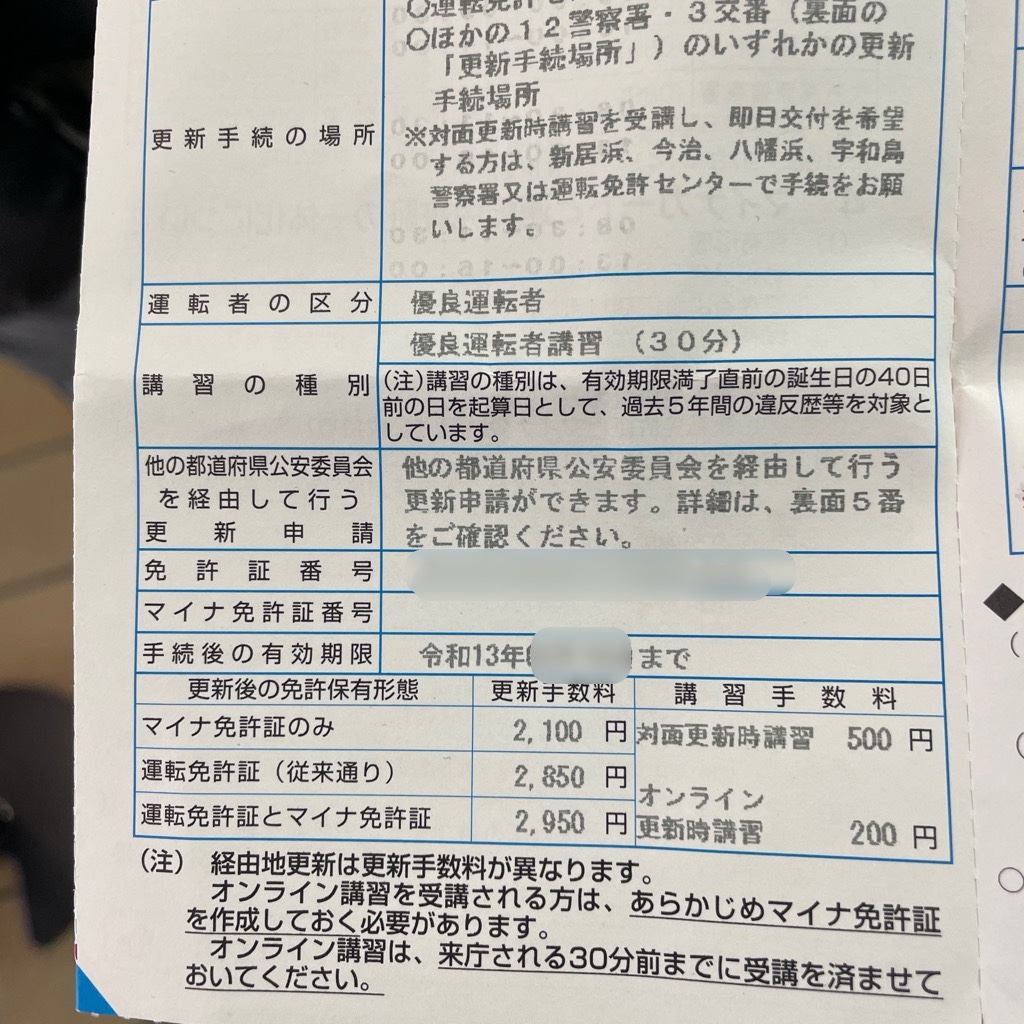 更新手続の場所
○運転免許
○ほかの12警察署・3交番(裏面の
「更新手続場所」)のいずれかの更新
手続場所
※対面更新時講習を受講し、即日交付を希望
する方は、新居浜、今治、八幡浜、宇和島
警察署又は運転免許センターで手続をお願
いします。
運転者の区分 優良運転者
講習の種別
優良運転者講習 (30分)
(注)講習の種別は、有効期限満了直前の誕生日の40日
前の日を起算日として、過去5年間の違反歴等を対象と
しています。
他の都道府県公安委員会
を経由して行う
更新申請
他の都道府県公安委員会を経由して行う
更新申請ができます。詳細は、裏面5番
をご確認ください。
免許証番号
マイナ免許証番号
手続後の有効期限 令和13年 まで
更新後の免許保有形態 更新手数料 講習手数料
マイナ免許証のみ 2,100 円 対面更新時講習 500 円
運転免許証(従来通り) 2,850 円
運転免許証とマイナ免許証 2,950 円
オンライン
更新時講習 200 円
(注) 経由地更新は更新手数料が異なります。
オンライン講習を受講される方は、あらかじめマイナ免許証
を作成しておく必要があります。
オンライン講習は、来庁される30分前までに受講を済ませて
おいてください。